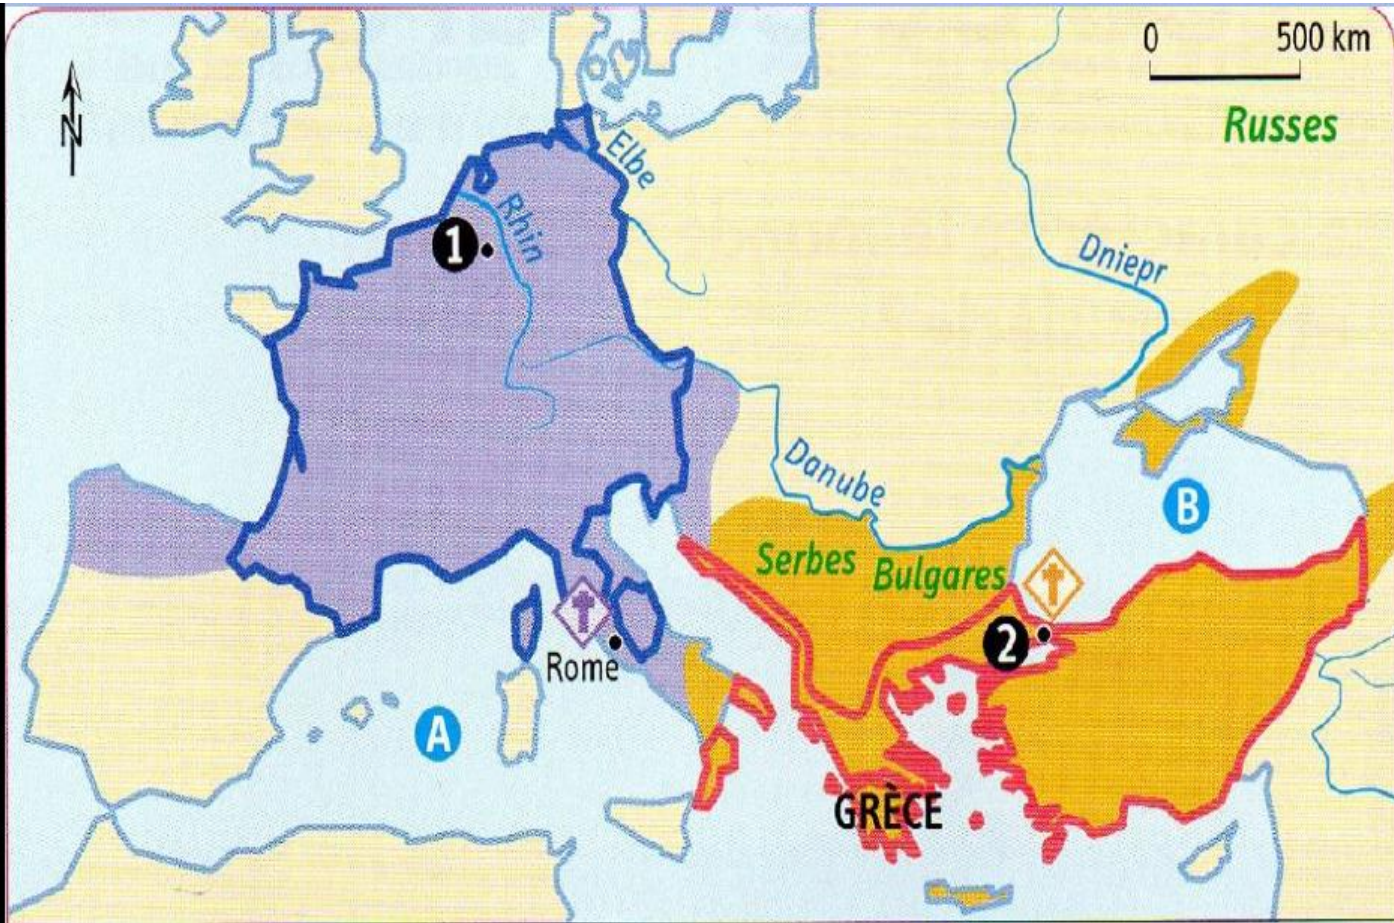 0 500 km
N
Russes
Elbe
Rhin
1
Dniepr
Danube
B
Serbes
Bulgares
2
Rome
A
GRÈCE